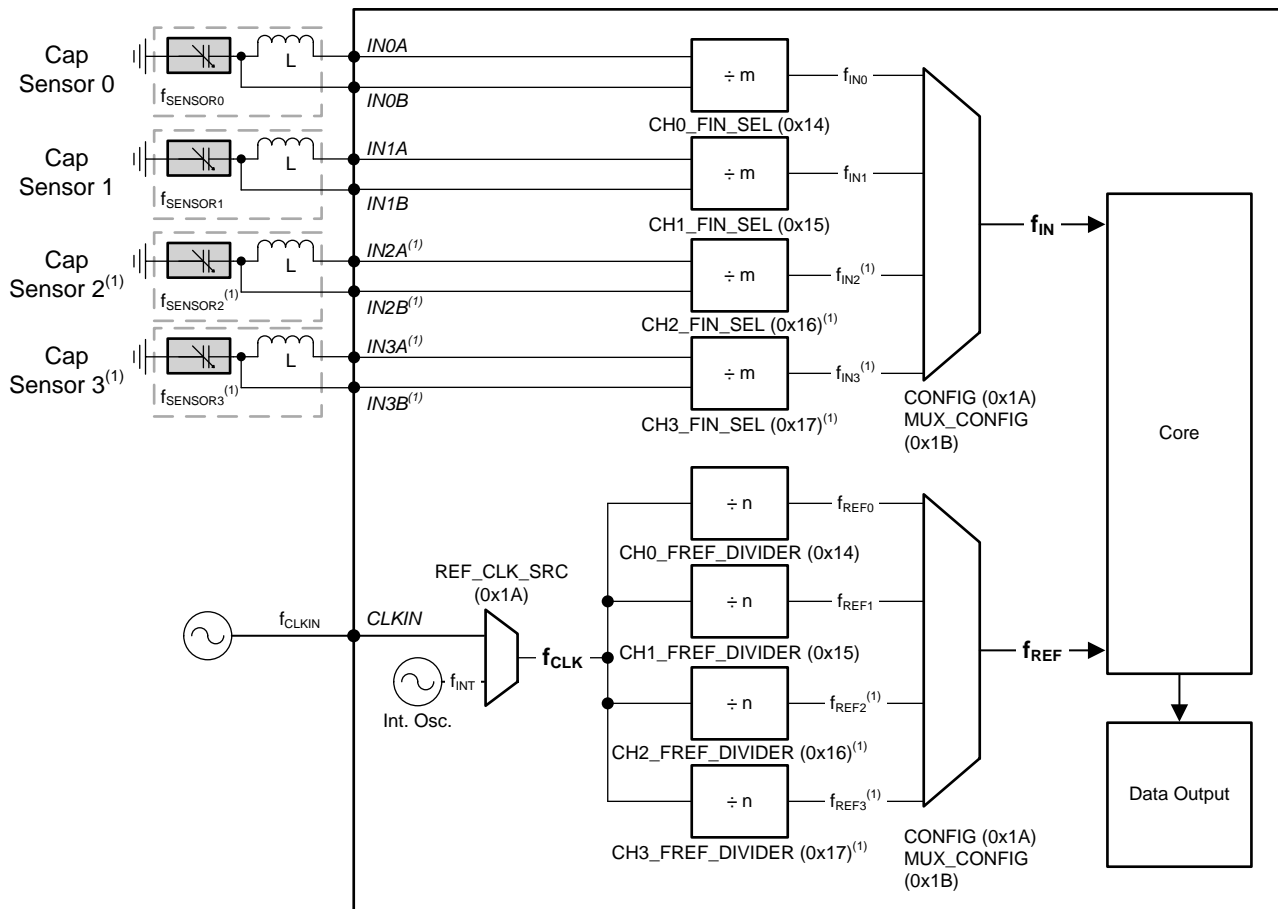 Cap
Sensor 0
fSENSOR0
L
IN0A
IN0B
÷ m
CH0_FIN_SEL (0x14)
fIN0
Cap
Sensor 1
fSENSOR1
L
IN1A
IN1B
÷ m
CH1_FIN_SEL (0x15)
fIN1
Cap
Sensor 2(1)
fSENSOR2(1)
L
IN2A(1)
IN2B(1)
÷ m
CH2_FIN_SEL (0x16)(1)
fIN2(1)
Cap
Sensor 3(1)
fSENSOR3(1)
L
IN3A(1)
IN3B(1)
÷ m
CH3_FIN_SEL (0x17)(1)
fIN3(1)
CONFIG (0x1A)
MUX_CONFIG
(0x1B)
fIN
Core
fCLKIN
CLKIN
REF_CLK_SRC
(0x1A)
fINT
Int. Osc.
fCLK
÷ n
CH0_FREF_DIVIDER (0x14)
fREF0
÷ n
CH1_FREF_DIVIDER (0x15)
fREF1
÷ n
CH2_FREF_DIVIDER (0x16)(1)
fREF2(1)
÷ n
CH3_FREF_DIVIDER (0x17)(1)
fREF3(1)
CONFIG (0x1A)
MUX_CONFIG
(0x1B)
fREF
Data Output